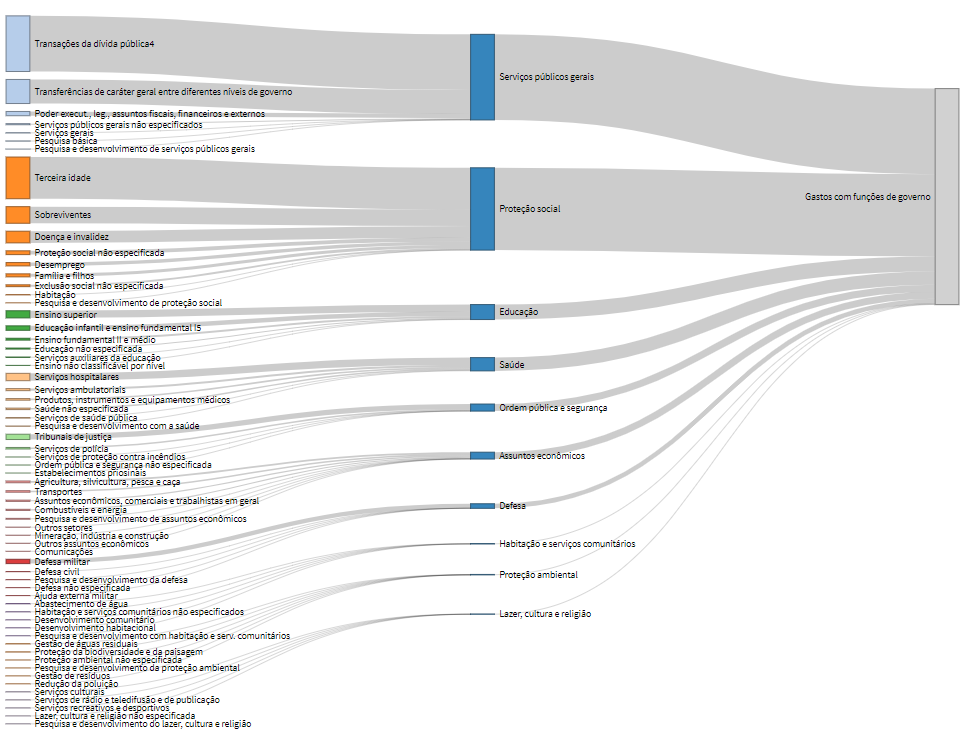 Transações da dívida pública4
Transferências de caráter geral entre diferentes níveis de governo
Poder execut., leg., assuntos fiscais, financeiros e externos
Serviços públicos gerais não especificados
Serviços gerais
Pesquisa básica
Pesquisa e desenvolvimento de serviços públicos gerais
Terceira idade
Sobreviventes
Doença e invalidez
Proteção social não especificada
Desemprego
Família e filhos
Exclusão social não especificada
Habitação
Pesquisa e desenvolvimento de proteção social
Ensino superior
Educação infantil e ensino fundamental I5
Ensino fundamental II e médio
Educação não especificada
Serviços auxiliares da educação
Ensino não classificável por nível
Serviços hospitalares
Serviços ambulatoriais
Produtos, instrumentos e equipamentos médicos
Saúde não especificada
Serviços de saúde pública
Pesquisa e desenvolvimento com a saúde
Tribunais de justiça
Serviços de polícia
Serviços de proteção contra incêndios
Ordem pública e segurança não especificada
Estabelecimentos priosinais
Agricultura, silvicultura, pesca e caça
Transportes
Assuntos econômicos, comerciais e trabalhistas em geral
Combustíveis e energia
Pesquisa e desenvolvimento de assuntos econômicos
Outros setores
Mineração, indústria e construção
Outros assuntos econômicos
Comunicações
Defesa militar
Defesa civil
Pesquisa e desenvolvimento da defesa
Defesa não especificada
Ajuda externa militar
Abastecimento de água
Habitação e serviços comunitários não especificados
Desenvolvimento comunitário
Desenvolvimento habitacional
Pesquisa e desenvolvimento com habitação e serv. comunitários
Gestão de águas residuais
Proteção da biodiversidade e da paisagem
Proteção ambiental não especificada
Pesquisa e desenvolvimento da proteção ambiental
Gestão de resíduos
Redução da poluição
Serviços culturais
Serviços de rádio e teledifusão e de publicação
Serviços recreativos e desportivos
Lazer, cultura e religião não especificada
Pesquisa e desenvolvimento do lazer, cultura e religião
Serviços públicos gerais
Proteção social
Educação
Saúde
Ordem pública e segurança
Assuntos econômicos
Defesa
Habitação e serviços comunitários
Proteção ambiental
Lazer, cultura e religião
Gastos com funções de governo